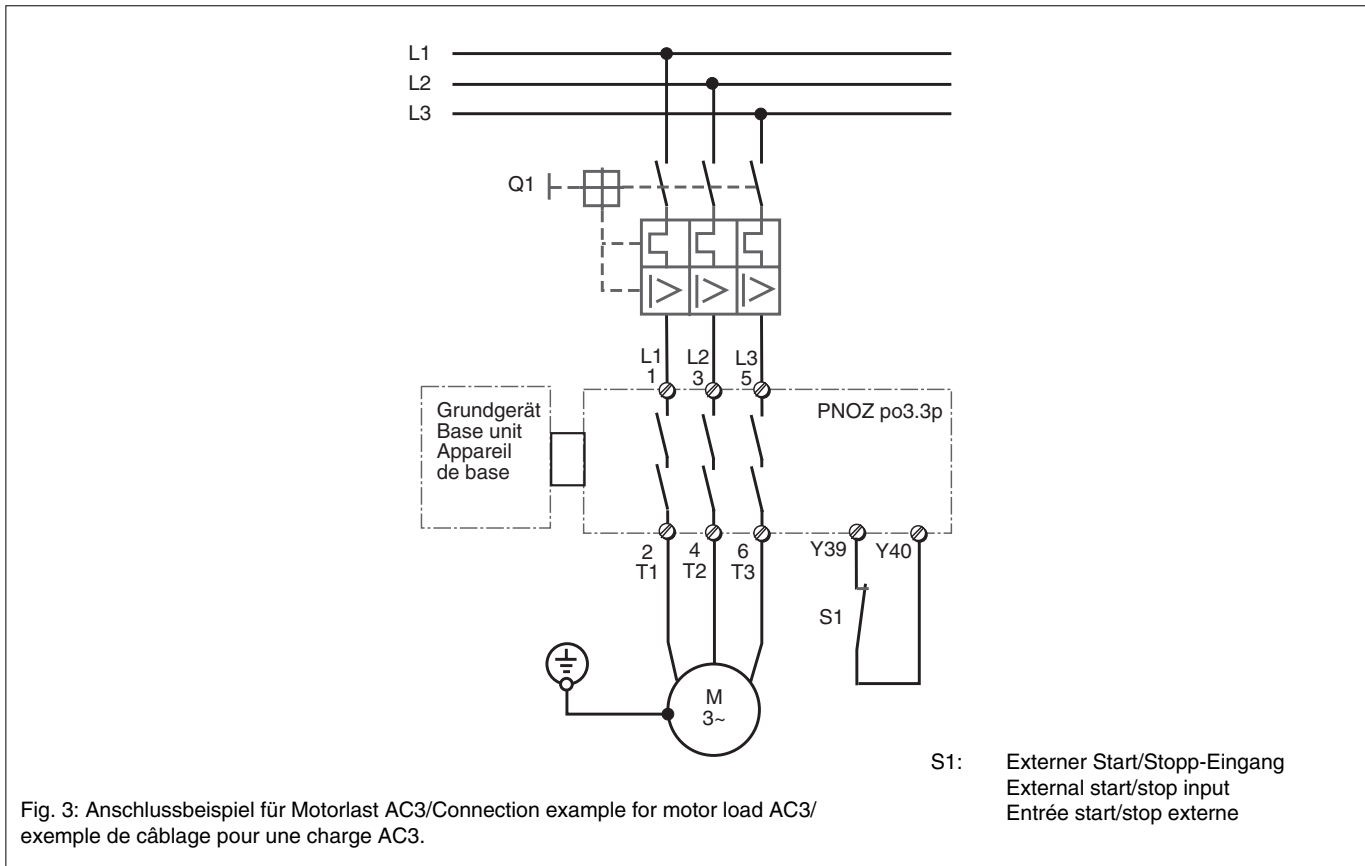 L1
L2
L3
Q1
L1 L2 L3
1 3 5
Grundgerät
Base unit
Appareil
de base
PNOZ po3.3p
2 4 6
T1 T2 T3
Y39 Y40
S1
M
3~
S1: Externer Start/Stopp-Eingang
External start/stop input
Entrée start/stop externe
Fig. 3: Anschlussbeispiel für Motorlast AC3/Connection example for motor load AC3/
exemple de câblage pour une charge AC3.